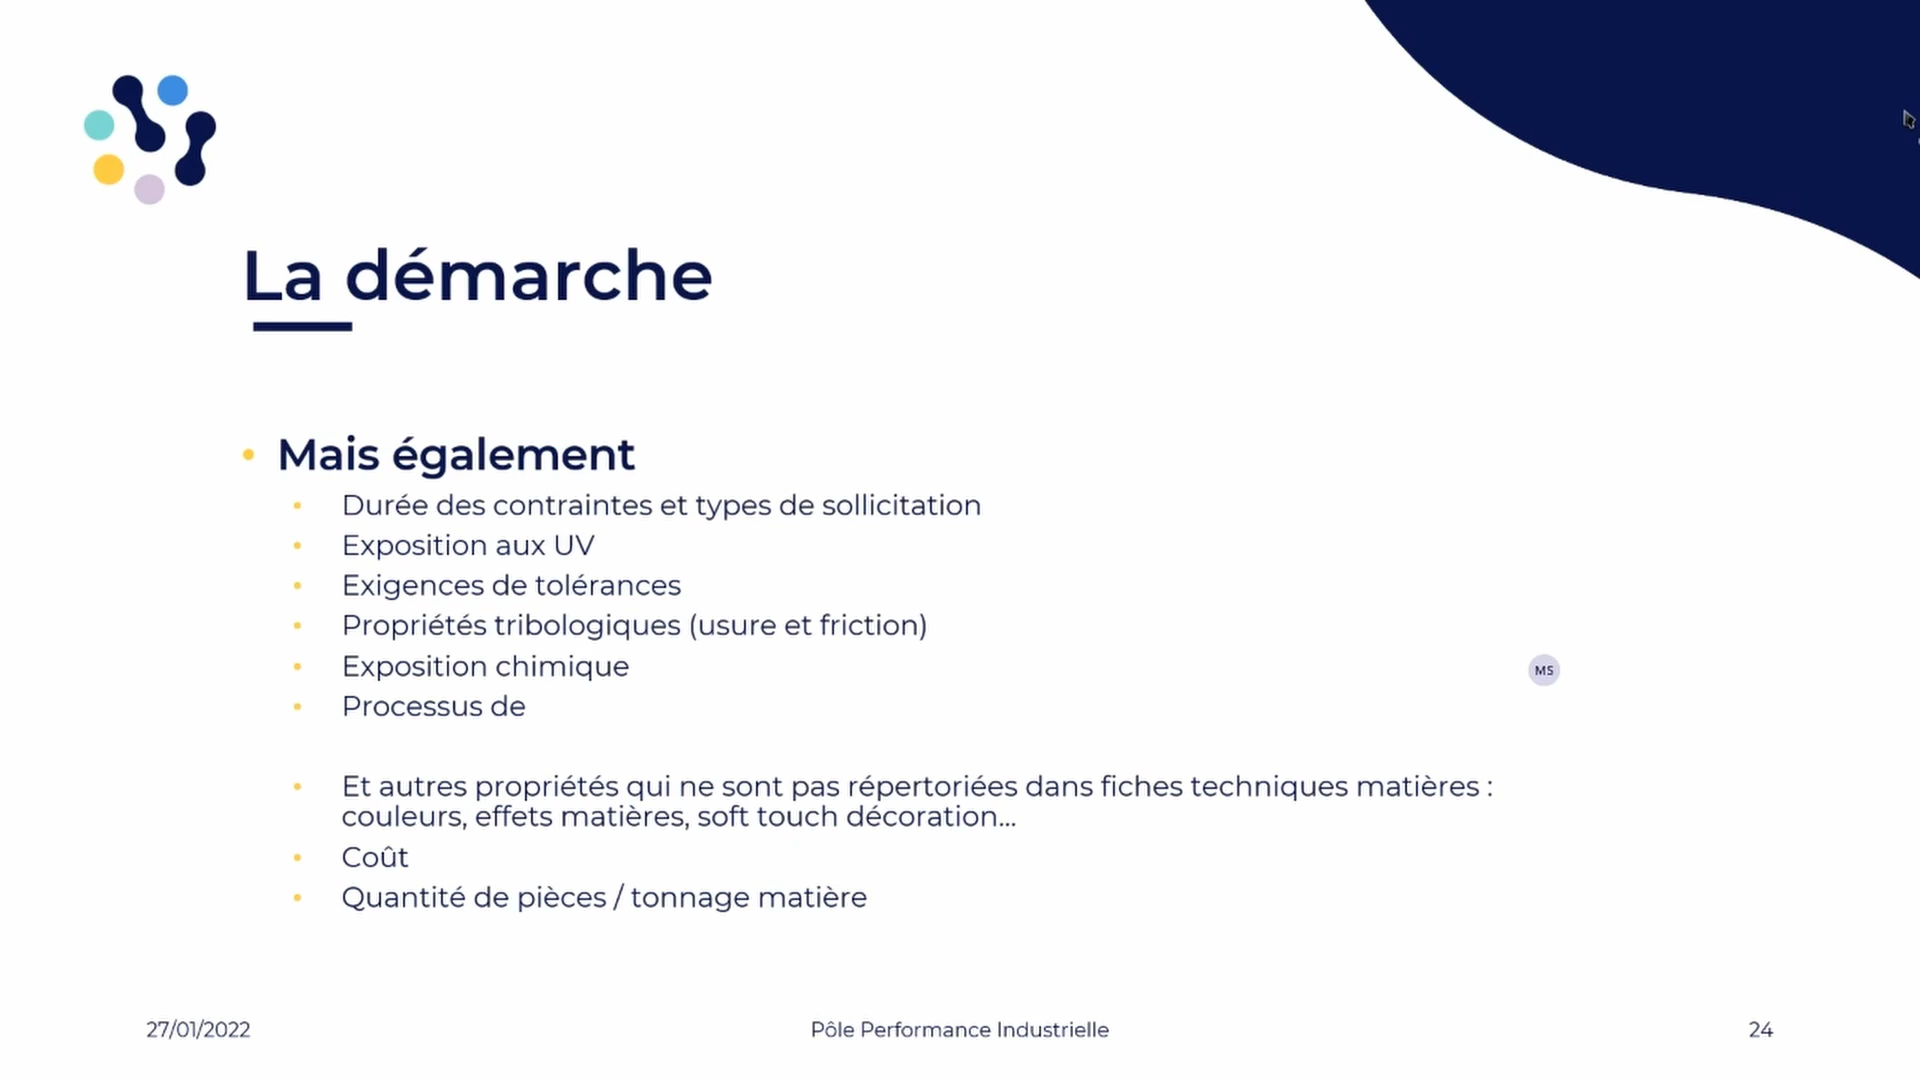 La démarche
• Mais également
• Durée des contraintes et types de sollicitation
• Exposition aux UV
• Exigences de tolérances
• Propriétés tribologiques (usure et friction)
• Exposition chimique
MS
• Processus de
• Et autres propriétés qui ne sont pas répertoriées dans fiches techniques matières :
couleurs, effets matières, soft touch décoration...
• Coût
• Quantité de pièces / tonnage matière
27/01/2022
Pôle Performance Industrielle
24